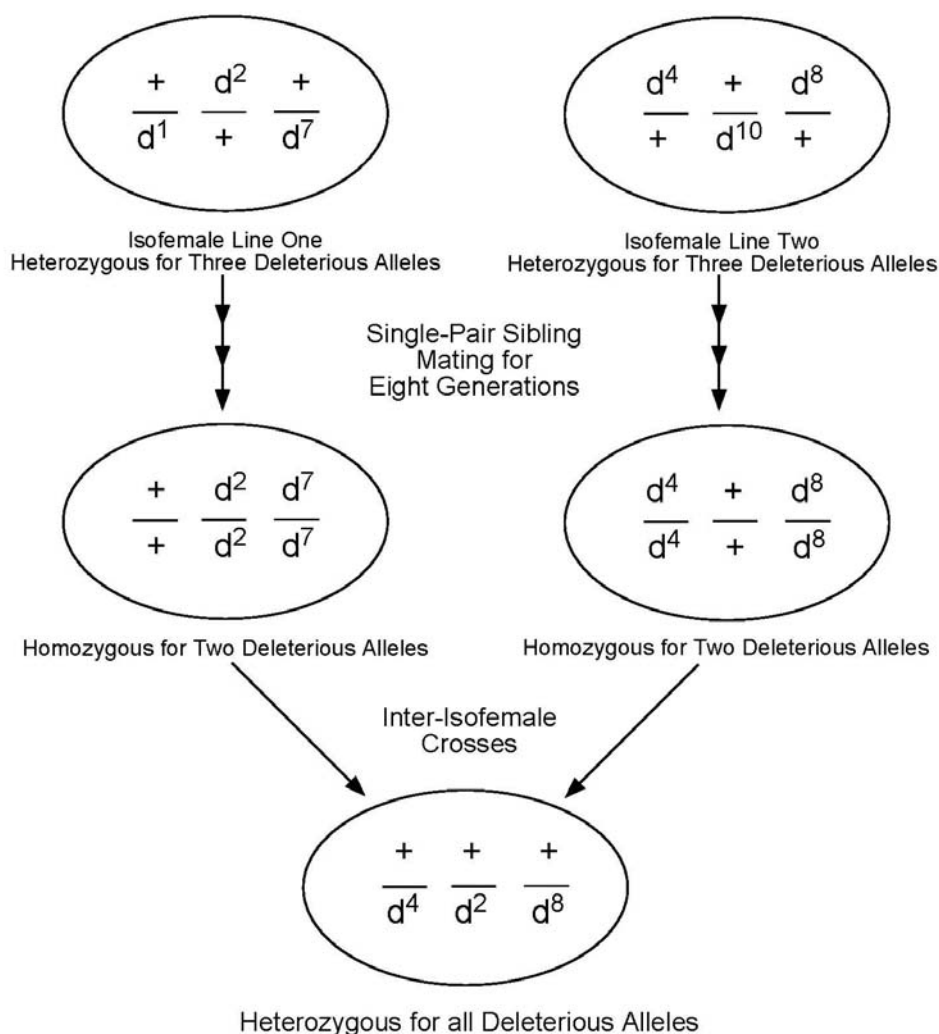 + d² +
d¹ + d⁷
d⁴ + d⁸
+ d¹⁰ +
Isofemale Line One
Heterozygous for Three Deleterious Alleles
Isofemale Line Two
Heterozygous for Three Deleterious Alleles
Single-Pair Sibling
Mating for
Eight Generations
+ d² d⁷
+ d² d⁷
d⁴ + d⁸
d⁴ + d⁸
Homozygous for Two Deleterious Alleles
Homozygous for Two Deleterious Alleles
Inter-Isofemale
Crosses
+ + +
d⁴ d² d⁸
Heterozygous for all Deleterious Alleles